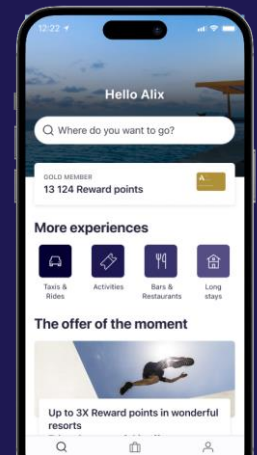 12:22
Hello Alix
Where do you want to go?
GOLD MEMBER
13 124 Reward points
A
More experiences
Taxis &
Rides
Activities
Bars &
Restaurants
Long
stays
The offer of the moment
Up to 3X Reward points in wonderful
resorts